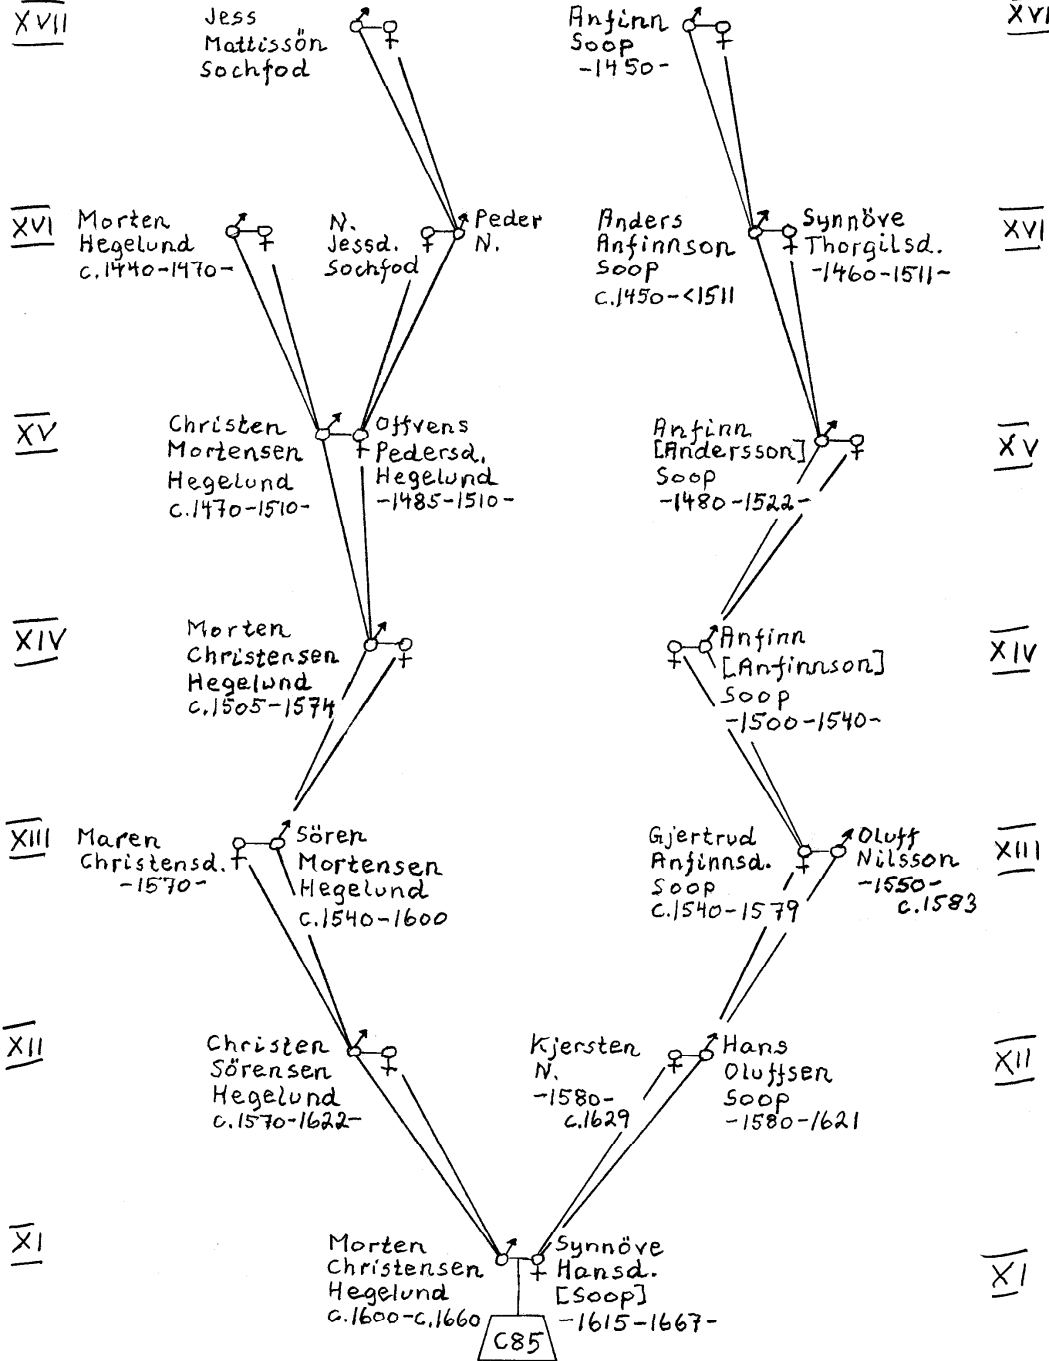 XVII
Jess
Mattissön
Sochfod
Anfinn
Soop
-1450-
XVI
XVI
Morten
Hegelund
c.1440-1470-
N.
Jessd.
Sochfod
Peder
N.
Anders
Anfinnson
Soop
c.1450-<1511
Synnöve
Thorgilsd.
-1460-1511-
XVI
XV
Christen
Mortensen
Hegelund
c.1470-1510-
Offvens
Pedersd.
Hegelund
-1485-1510-
Anfinn
[Andersson]
Soop
-1480-1522-
XV
XIV
Morten
Christensen
Hegelund
c.1505-1574
Anfinn
[Anfinnson]
Soop
-1500-1540-
XIV
XIII
Maren
Christensd.
-1570-
Sören
Mortensen
Hegelund
c.1540-1600
Gjertrud
Anfinnsd.
Soop
c.1540-1579
Oluff
Nilsson
-1550-
c.1583
XIII
XII
Christen
Sörensen
Hegelund
c.1570-1622-
Kjersten
N.
-1580-
c.1629
Hans
Oluffsen
Soop
-1580-1621
XII
XI
Morten
Christensen
Hegelund
c.1600-c.1660
Synnöve
Hansd.
[Soop]
-1615-1667-
XI
C85